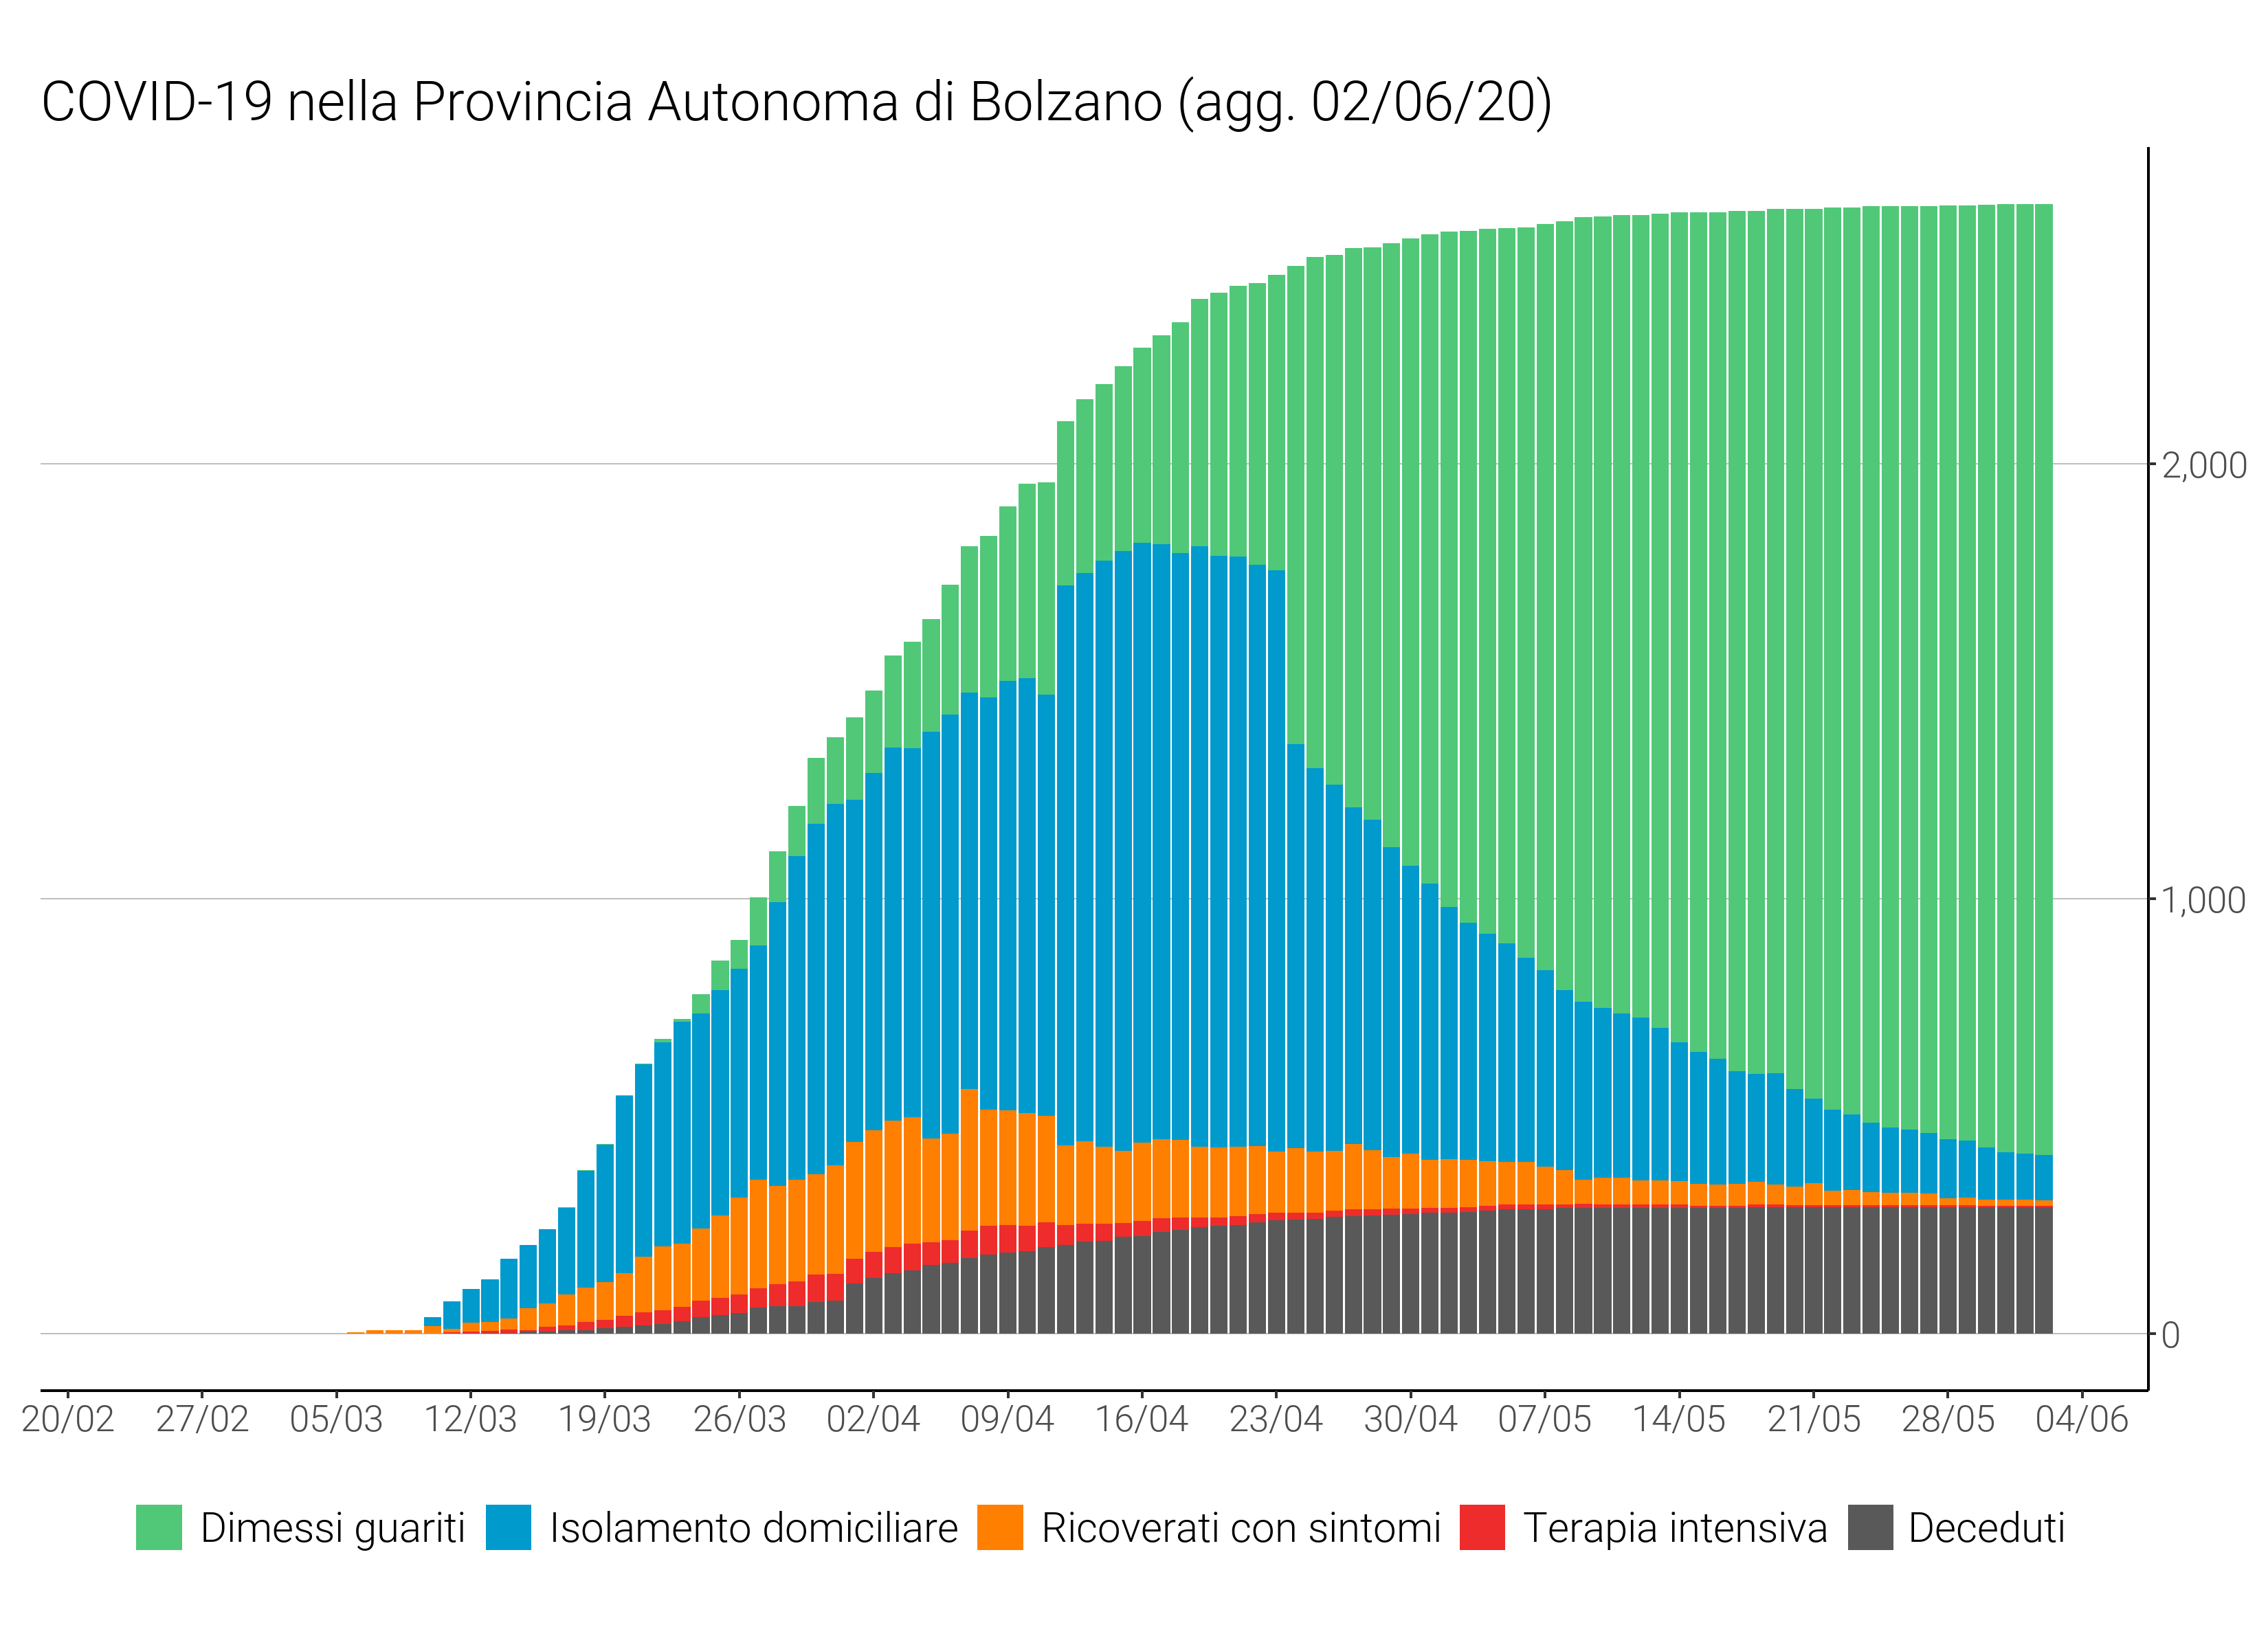 COVID-19 nella Provincia Autonoma di Bolzano (agg. 02/06/20)
2,000
1,000
0
20/02 27/02 05/03 12/03 19/03 26/03 02/04 09/04 16/04 23/04 30/04 07/05 14/05 21/05 28/05 04/06
Dimessi guariti Isolamento domiciliare Ricoverati con sintomi Terapia intensiva Deceduti